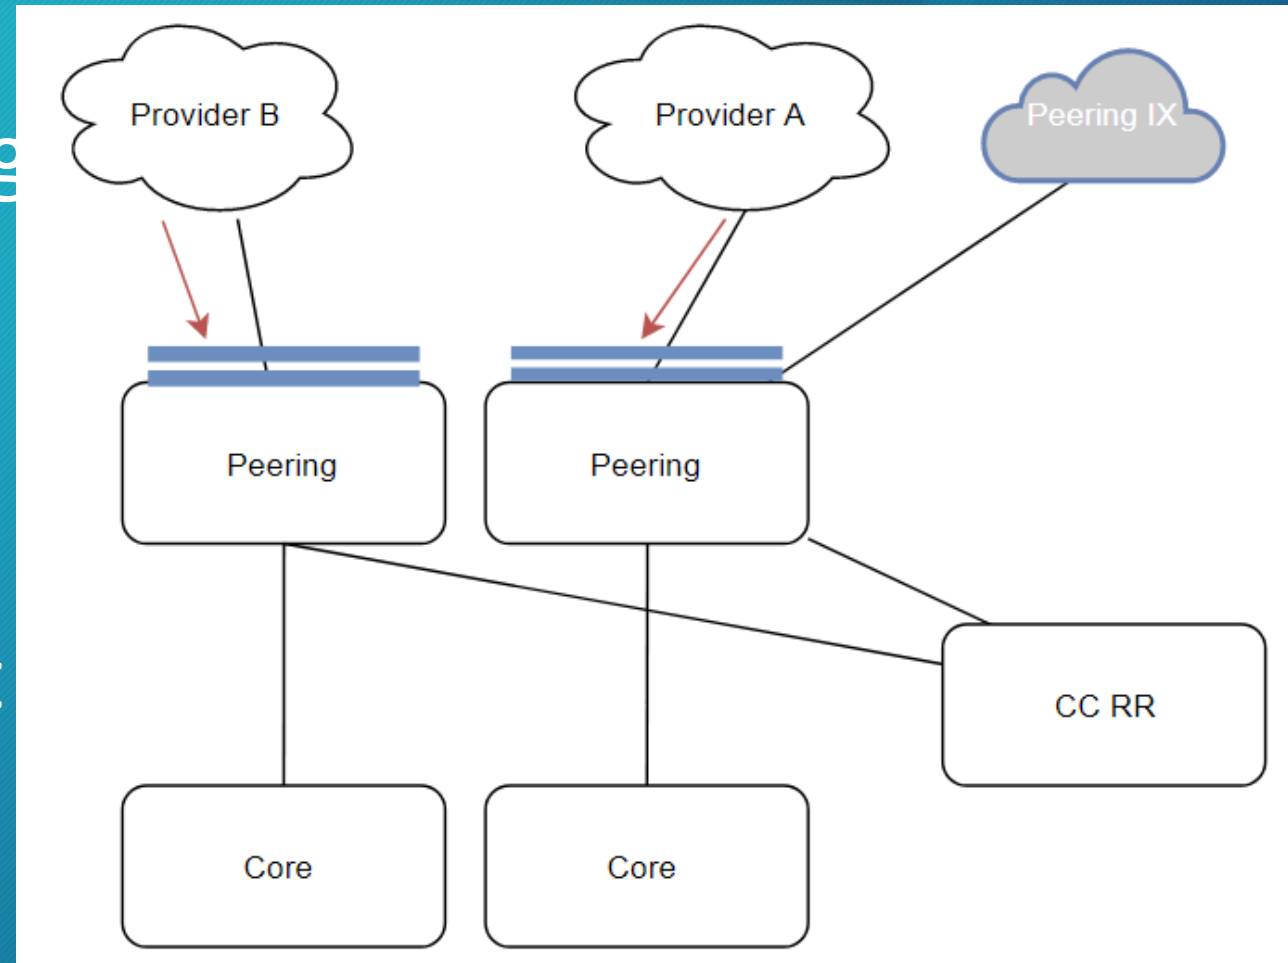 Provider B
Provider A
Peering IX
g
Peering
Peering
CC RR
Core
Core